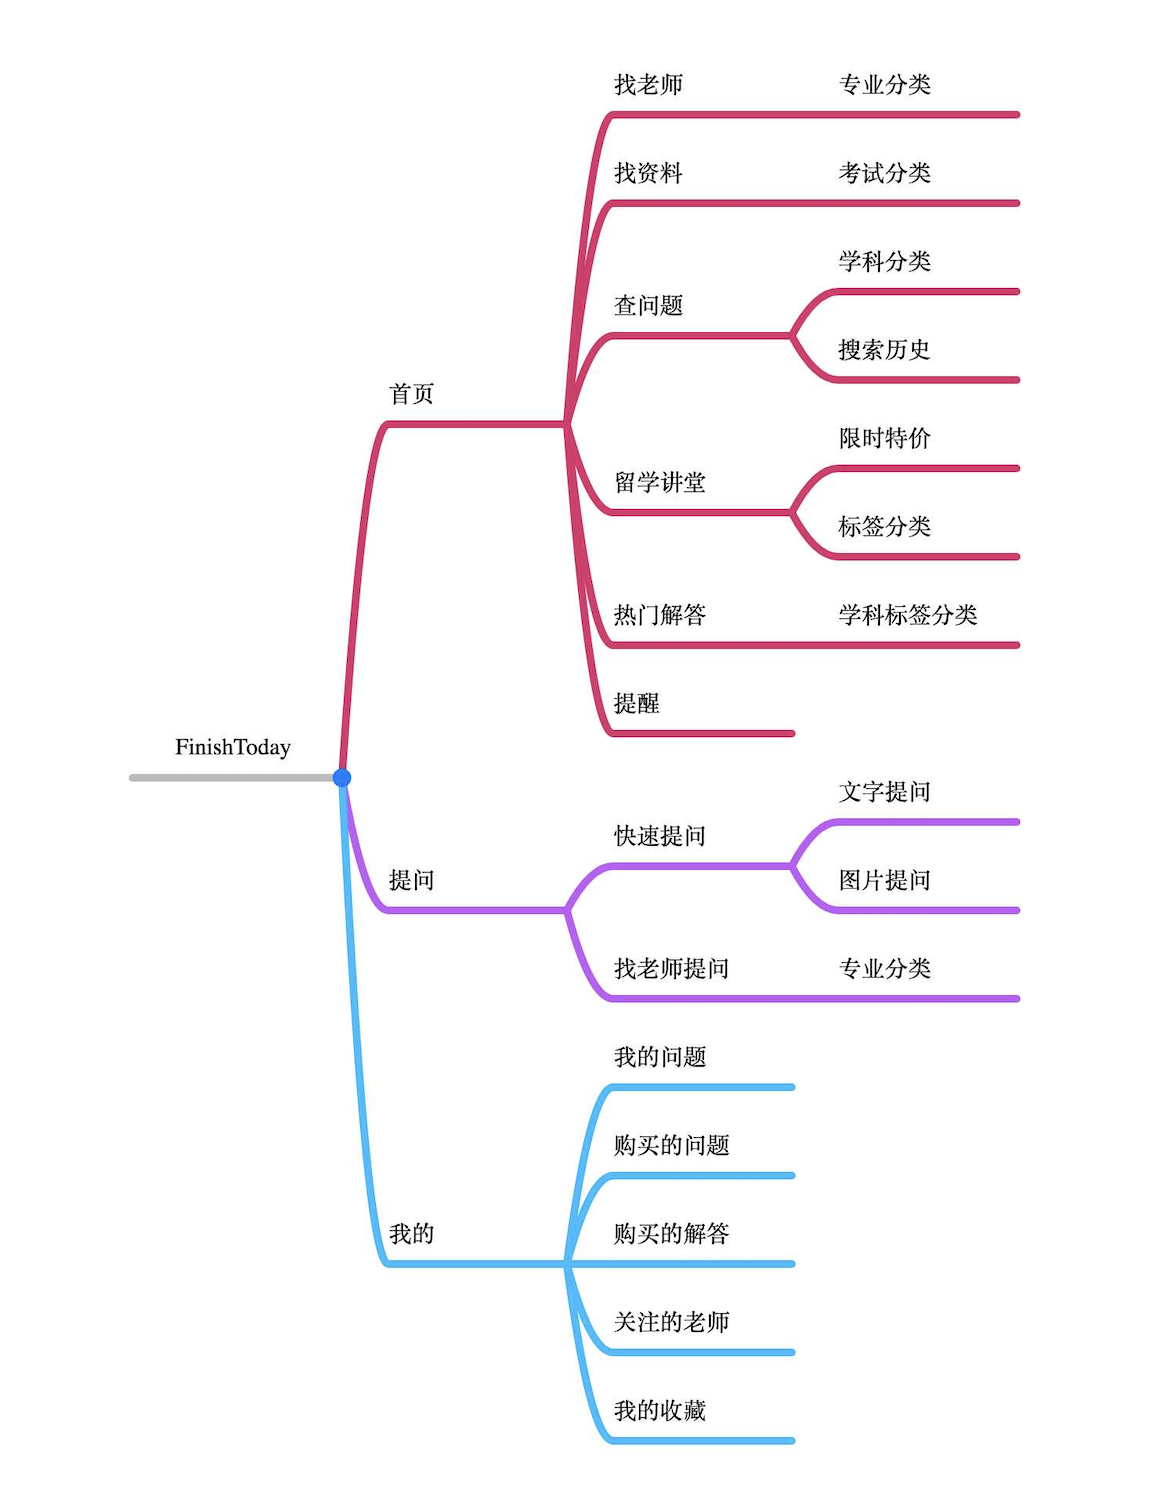 找老师 专业分类
找资料 考试分类
学科分类
查问题
搜索历史
首页
限时特价
留学讲堂
标签分类
热门解答 学科标签分类
提醒
FinishToday
文字提问
快速提问
提问
图片提问
找老师提问 专业分类
我的问题
购买的问题
我的
购买的解答
关注的老师
我的收藏